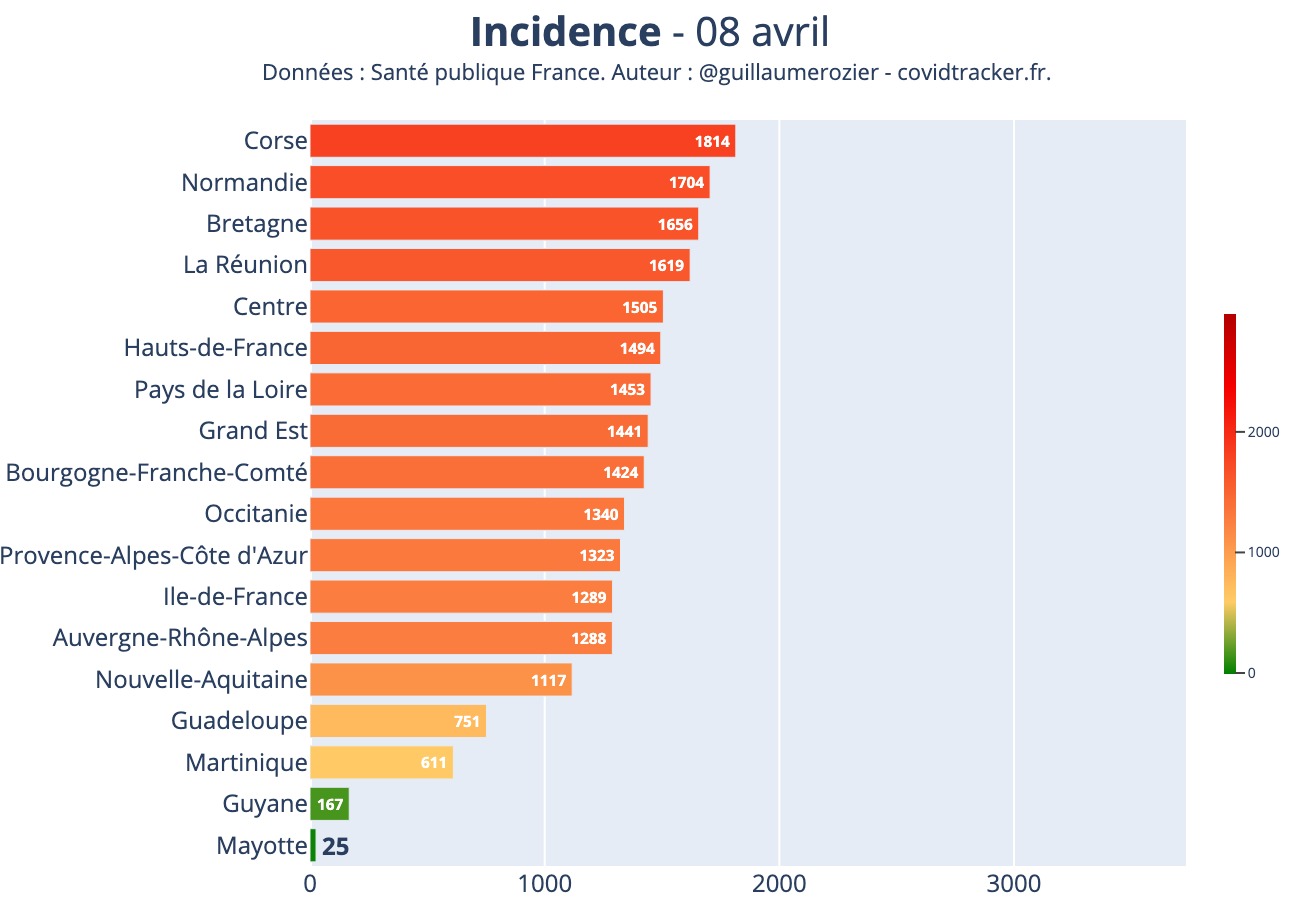 Incidence - 08 avril
Données : Santé publique France. Auteur : @guillaumerozier - covidtracker.fr.
Corse 1814
Normandie 1704
Bretagne 1656
La Réunion 1619
Centre 1505
Hauts-de-France 1494
Pays de la Loire 1453
Grand Est 1441
Bourgogne-Franche-Comté 1424
Occitanie 1340
Provence-Alpes-Côte d'Azur 1323
Ile-de-France 1289
Auvergne-Rhône-Alpes 1288
Nouvelle-Aquitaine 1117
Guadeloupe 751
Martinique 611
Guyane 167
Mayotte 25
0 1000 2000 3000
2000
1000
0